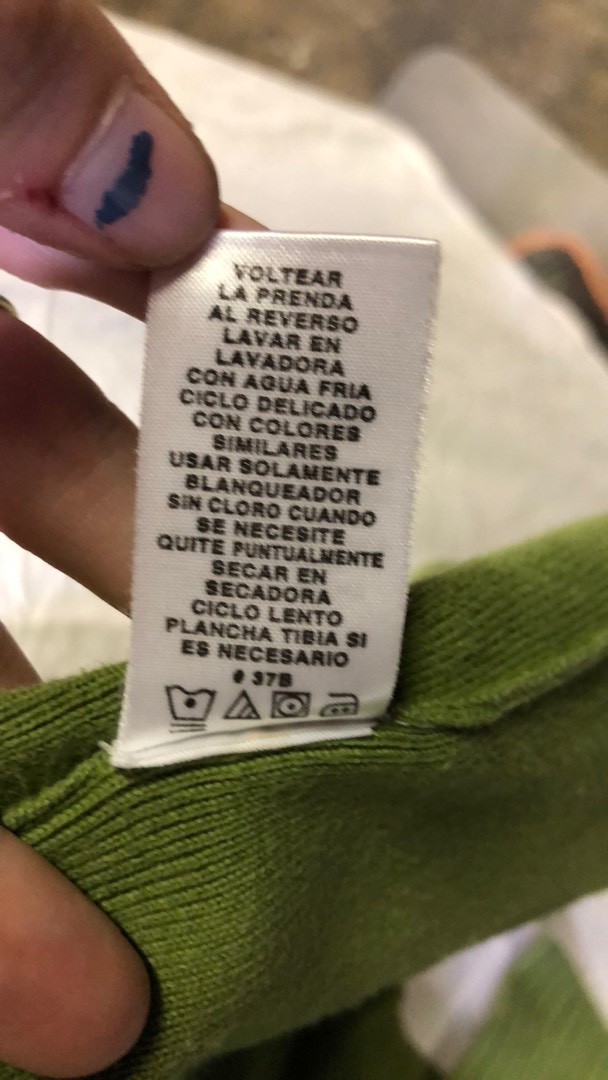 VOLTEAR
LA PRENDA
AL REVERSO
LAVAR EN
LAVADORA
CON AGUA FRIA
CICLO DELICADO
CON COLORES
SIMILARES
USAR SOLAMENTE
BLANQUEADOR
SIN CLORO CUANDO
SE NECESITE
QUITE PUNTUALMENTE
SECAR EN
SECADORA
CICLO LENTO
PLANCHA TIBIA SI
ES NECESARIO
# 37B